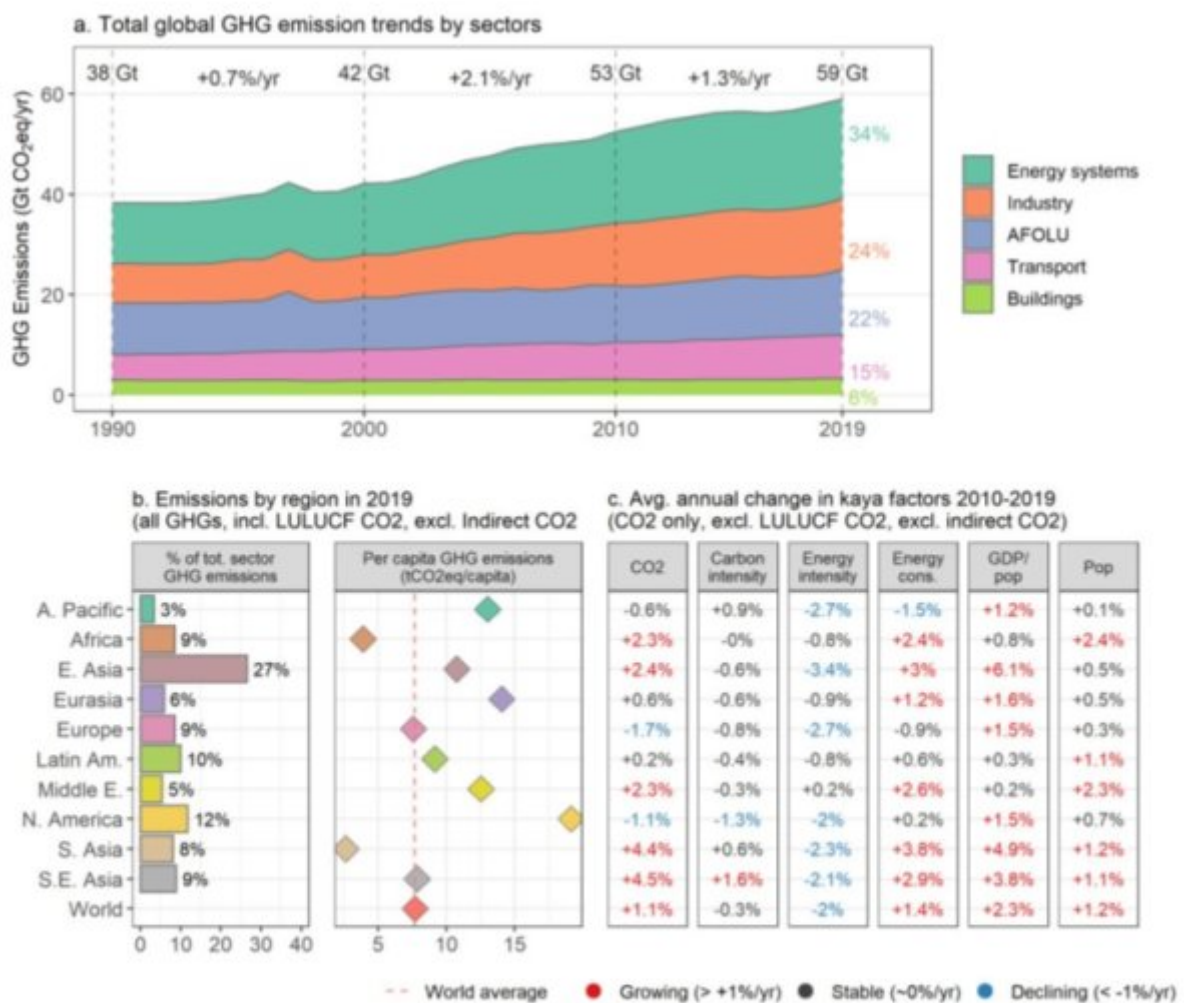 a. Total global GHG emission trends by sectors
38 Gt +0.7%/yr 42 Gt +2.1%/yr 53 Gt +1.3%/yr 59 Gt
GHG Emissions (Gt CO₂eq/yr)
60
40
20
0
34%
24%
22%
15%
6%
1990 2000 2010 2019
Energy systems
Industry
AFOLU
Transport
Buildings
b. Emissions by region in 2019
(all GHGs, incl. LULUCF CO2, excl. Indirect CO2
c. Avg. annual change in kaya factors 2010-2019
(CO2 only, excl. LULUCF CO2, excl. indirect CO2)
% of tot. sector
GHG emissions
Per capita GHG emissions
(tCO2eq/capita)
CO2
Carbon
intensity
Energy
intensity
Energy
cons.
GDP/
pop
Pop
A. Pacific 3% -0.6% +0.9% -2.7% -1.5% +1.2% +0.1%
Africa 9% +2.3% -0% -0.8% +2.4% +0.8% +2.4%
E. Asia 27% +2.4% -0.6% -3.4% +3% +6.1% +0.5%
Eurasia 6% +0.6% -0.6% -0.9% +1.2% +1.6% +0.5%
Europe 9% -1.7% -0.8% -2.7% -0.9% +1.5% +0.3%
Latin Am. 10% +0.2% -0.4% -0.8% +0.6% +0.3% +1.1%
Middle E. 5% +2.3% -0.3% +0.2% +2.6% +0.2% +2.3%
N. America 12% -1.1% -1.3% -2% +0.2% +1.5% +0.7%
S. Asia 8% +4.4% +0.6% -2.3% +3.8% +4.9% +1.2%
S.E. Asia 9% +4.5% +1.6% -2.1% +2.9% +3.8% +1.1%
World +1.1% -0.3% -2% +1.4% +2.3% +1.2%
0 10 20 30 40
5 10 15
World average Growing (> +1%/yr) Stable (~0%/yr) Declining (< -1%/yr)